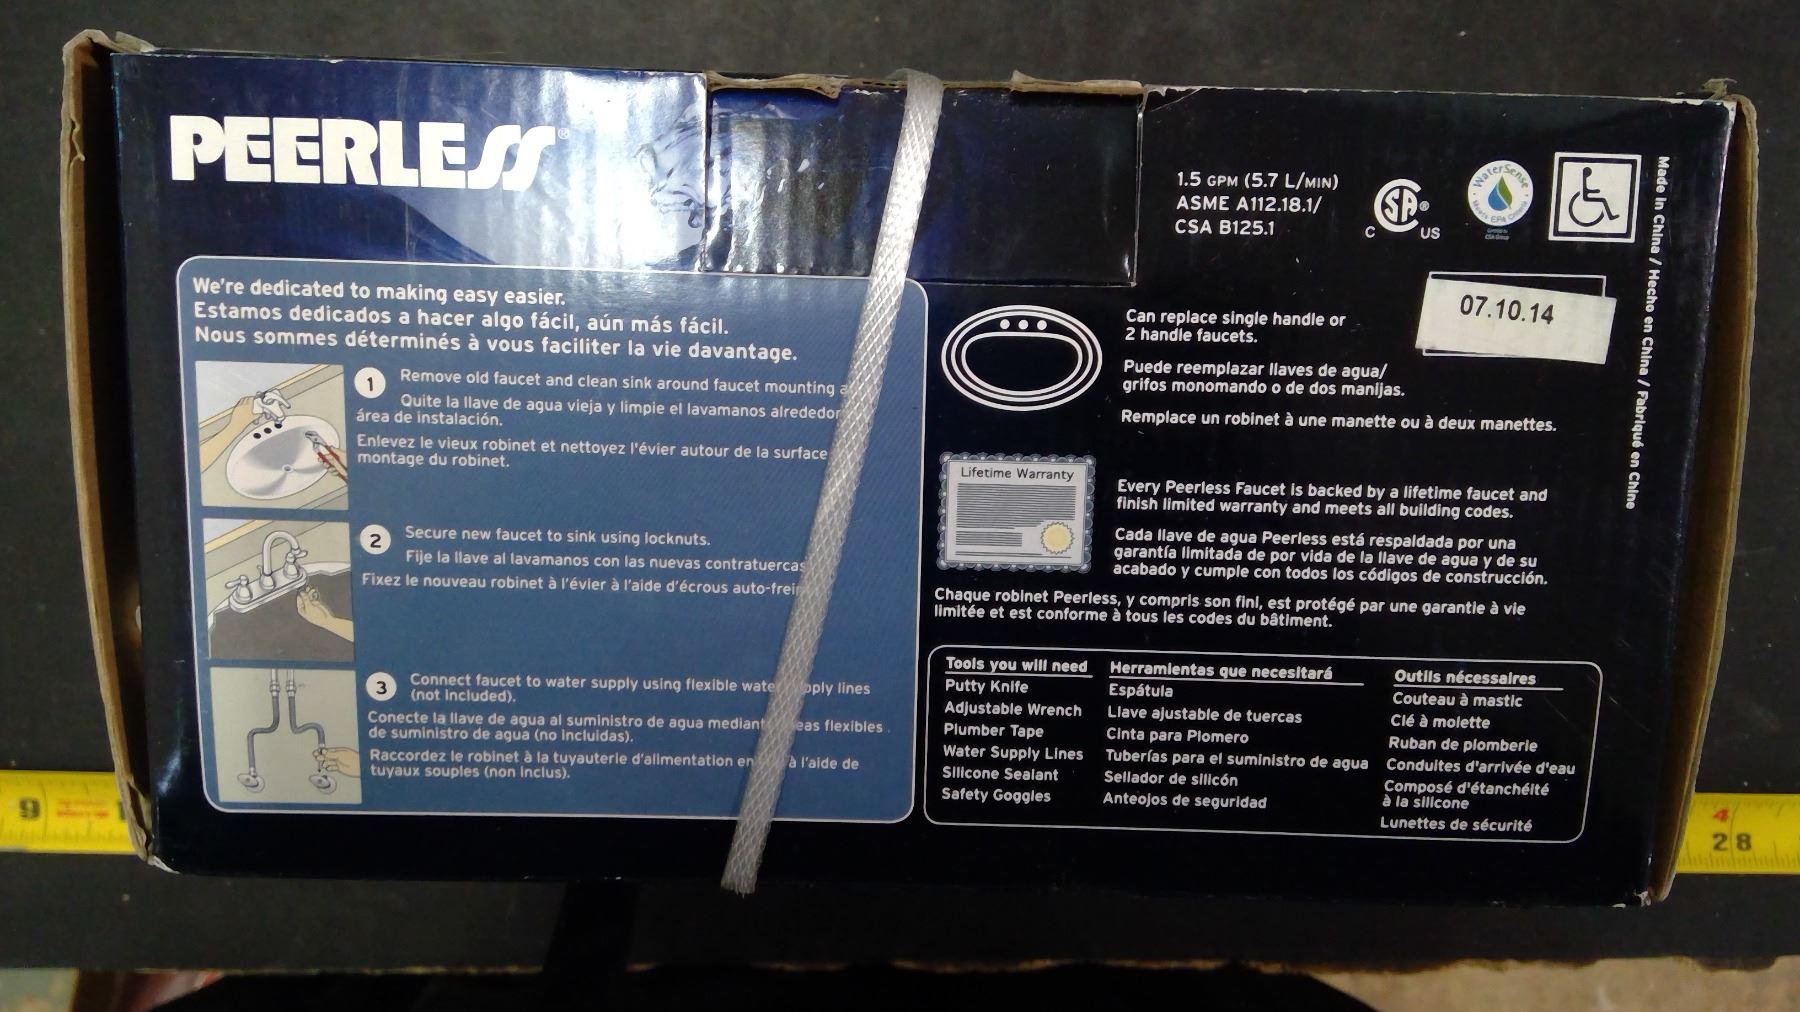 PEERLESS®
We're dedicated to making easy easier.
Estamos dedicados a hacer algo fácil, aún más fácil.
Nous sommes déterminés à vous faciliter la vie davantage.
1 Remove old faucet and clean sink around faucet mounting
Quite la llave de agua vieja y limpie el lavamanos alrededor
área de instalación.
Enlevez le vieux robinet et nettoyez l'évier autour de la surface
montage du robinet.
2 Secure new faucet to sink using locknuts.
Fije la llave al lavamanos con las nuevas contratuercas
Fixez le nouveau robinet à l'évier à l'aide d'écrous
3 Connect faucet to water supply using flexible lines
(not included).
Conecte la llave de agua al suministro de agua flexibles
de suministro de agua (no incluidas).
Raccordez le robinet à la tuyauterie d'alimentation en à l'aide de
tuyaux souples (non inclus).
1.5 GPM (5.7 L/MIN)
ASME A112.18.1/
CSA B125.1
C SA® US
WaterSense
Meets EPA Criteria
CSA Group
Made in China / Hecho en China / Fabriqué en Chine
07.10.14
Can replace single handle or
2 handle faucets.
Puede reemplazar llaves de agua/
grifos monomando o de dos manijas.
Remplace un robinet à une manette ou à deux manettes.
Lifetime Warranty
Every Peerless Faucet is backed by a lifetime faucet and
finish limited warranty and meets all building codes.
Cada llave de agua Peerless está respaldada por una
garantía limitada de por vida de la llave de agua y de su
acabado y cumple con todos los códigos de construcción.
Chaque robinet Peerless, y compris son fini, est protégé par une garantie à vie
limitée et est conforme à tous les codes du bâtiment.
Tools you will need
Putty Knife
Adjustable Wrench
Plumber Tape
Water Supply Lines
Silicone Sealant
Safety Goggles
Herramientas que necesitará
Espátula
Llave ajustable de tuercas
Cinta para Plomero
Tuberías para el suministro de agua
Sellador de silicón
Anteojos de seguridad
Outils nécessaires
Couteau à mastic
Clé à molette
Ruban de plomberie
Conduites d'arrivée d'eau
Composé d'étanchéité
à la silicone
Lunettes de sécurité
9
4
28